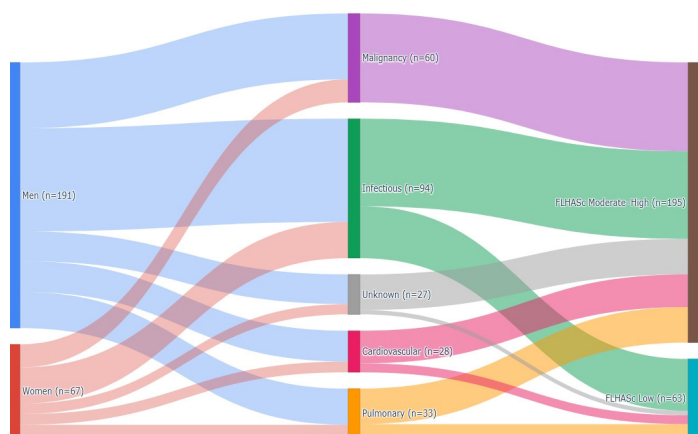 Malignancy (n=60)
Men (n=191)
Infectious (n=94)
FLHASc Moderate_High (n=195)
Unknown (n=27)
Cardiovascular (n=28)
Women (n=67)
FLHASc Low (n=63)
Pulmonary (n=33)